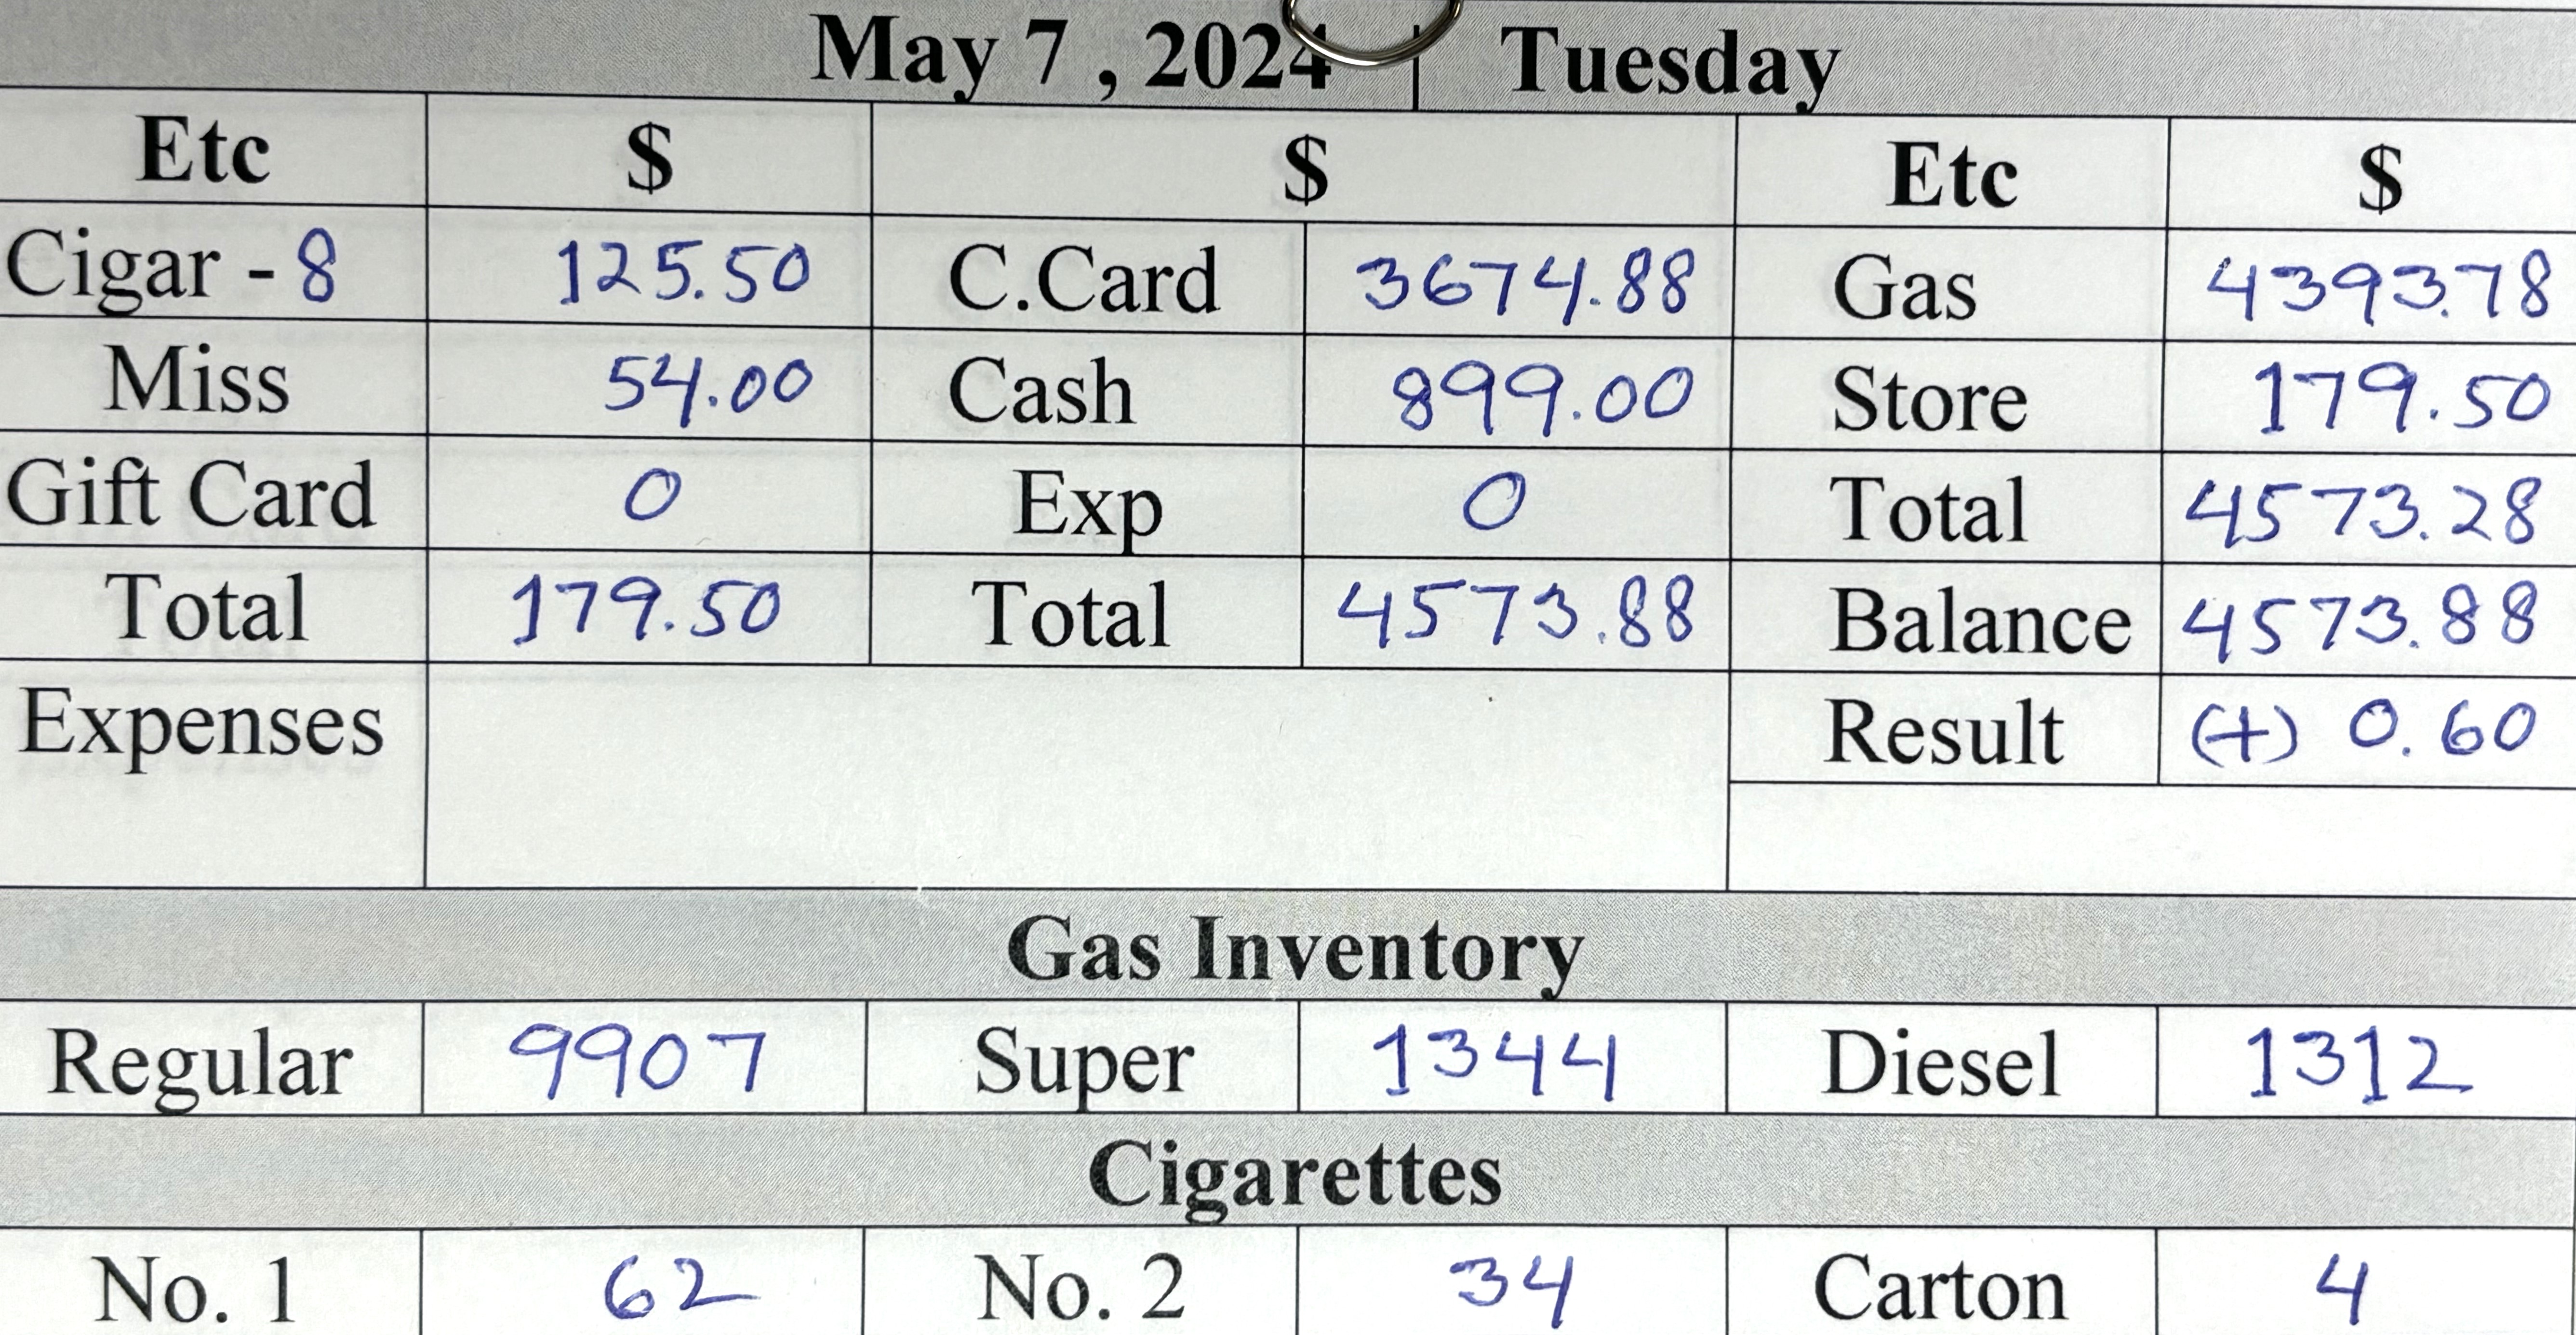 May 7 , 2024 | Tuesday
Etc $ $ Etc $
Cigar - 8 125.50 C.Card 3674.88 Gas 4393.78
Miss 54.00 Cash 899.00 Store 179.50
Gift Card 0 Exp 0 Total 4573.28
Total 179.50 Total 4573.88 Balance 4573.88
Expenses Result (+) 0.60
Gas Inventory
Regular 9907 Super 1344 Diesel 1312
Cigarettes
No. 1 62 No. 2 34 Carton 4